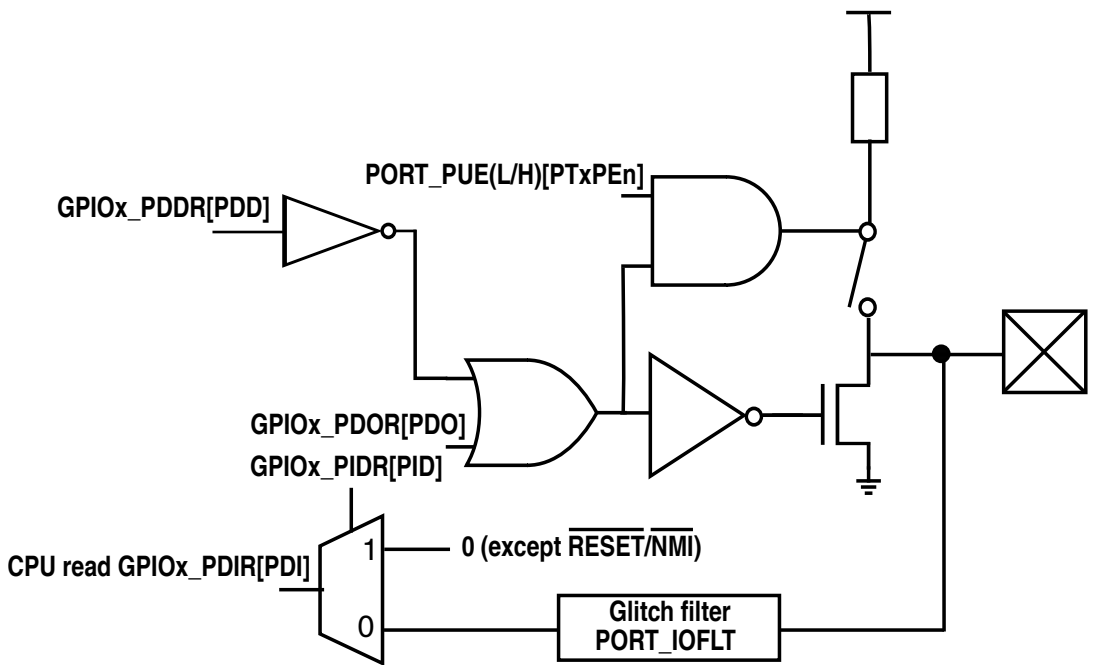 PORT_PUE(L/H)[PTxPEn]
GPIOx_PDDR[PDD]
GPIOx_PDOR[PDO]
GPIOx_PIDR[PID]
1
0 (except RESET/NMI)
CPU read GPIOx_PDIR[PDI]
0
Glitch filter
PORT_IOFLT